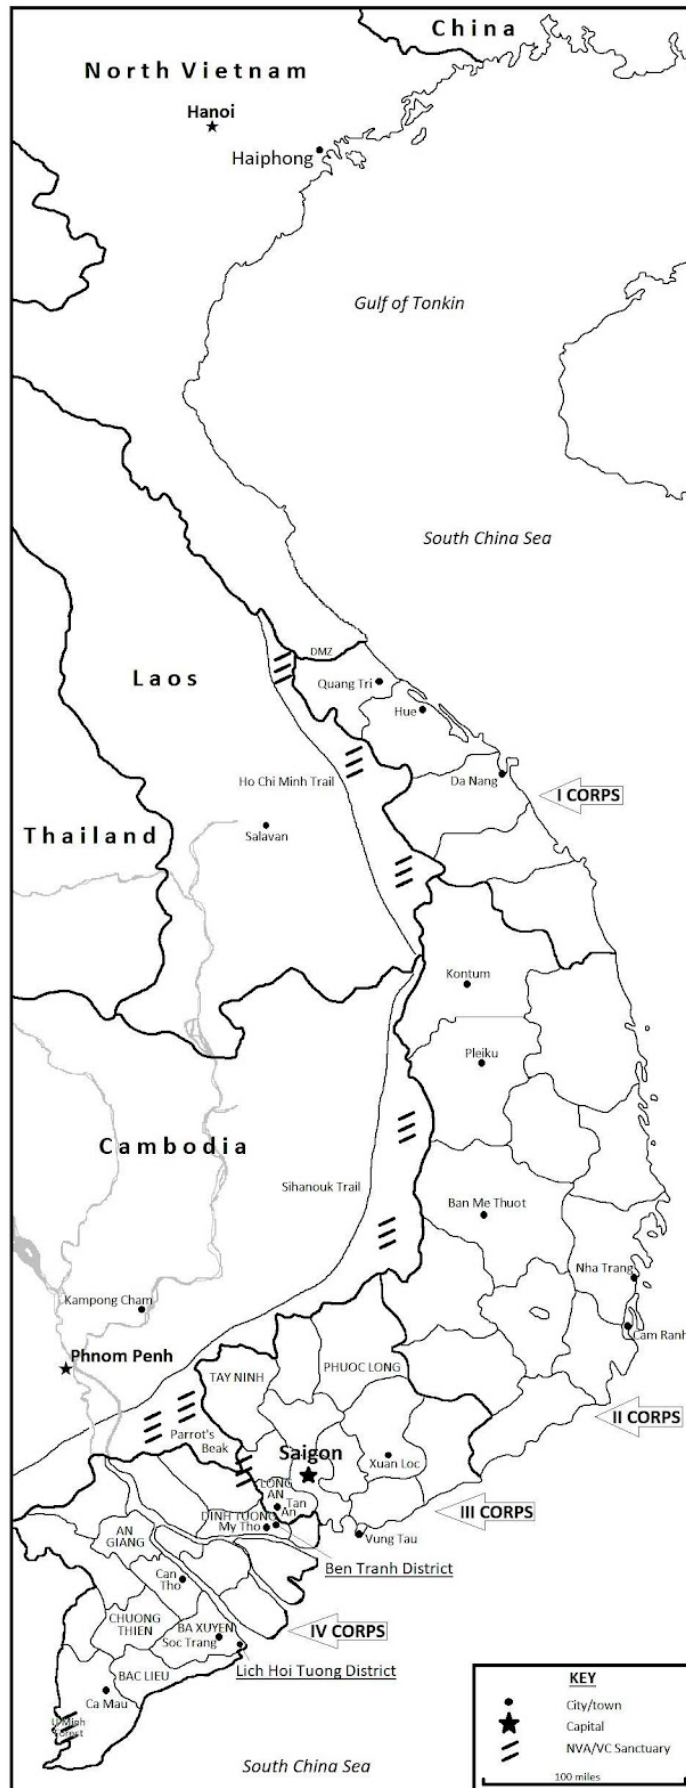 China
North Vietnam
Hanoi
Haiphong
Gulf of Tonkin
South China Sea
DMZ
Laos
Quang Tri
Hue
Ho Chi Minh Trail
Da Nang
I CORPS
Thailand
Salavan
Kontum
Pleiku
Cambodia
Sihanouk Trail
Ban Me Thuot
Nha Trang
Kampong Cham
Cam Ranh
Phnom Penh
TAY NINH
PHUOC LONG
II CORPS
Parrot's
Beak
Saigon
Xuan Loc
LONG
AN
Tan
An
III CORPS
DINH TUONG
My Tho
Vung Tau
AN
GIANG
Ben Tranh District
Can
Tho
CHUONG
THIEN
BA XUYEN
Soc Trang
IV CORPS
BAC LIEU
Lich Hoi Tuong District
Ca Mau
U Minh
Forest
South China Sea
KEY
City/town
Capital
NVA/VC Sanctuary
100 miles